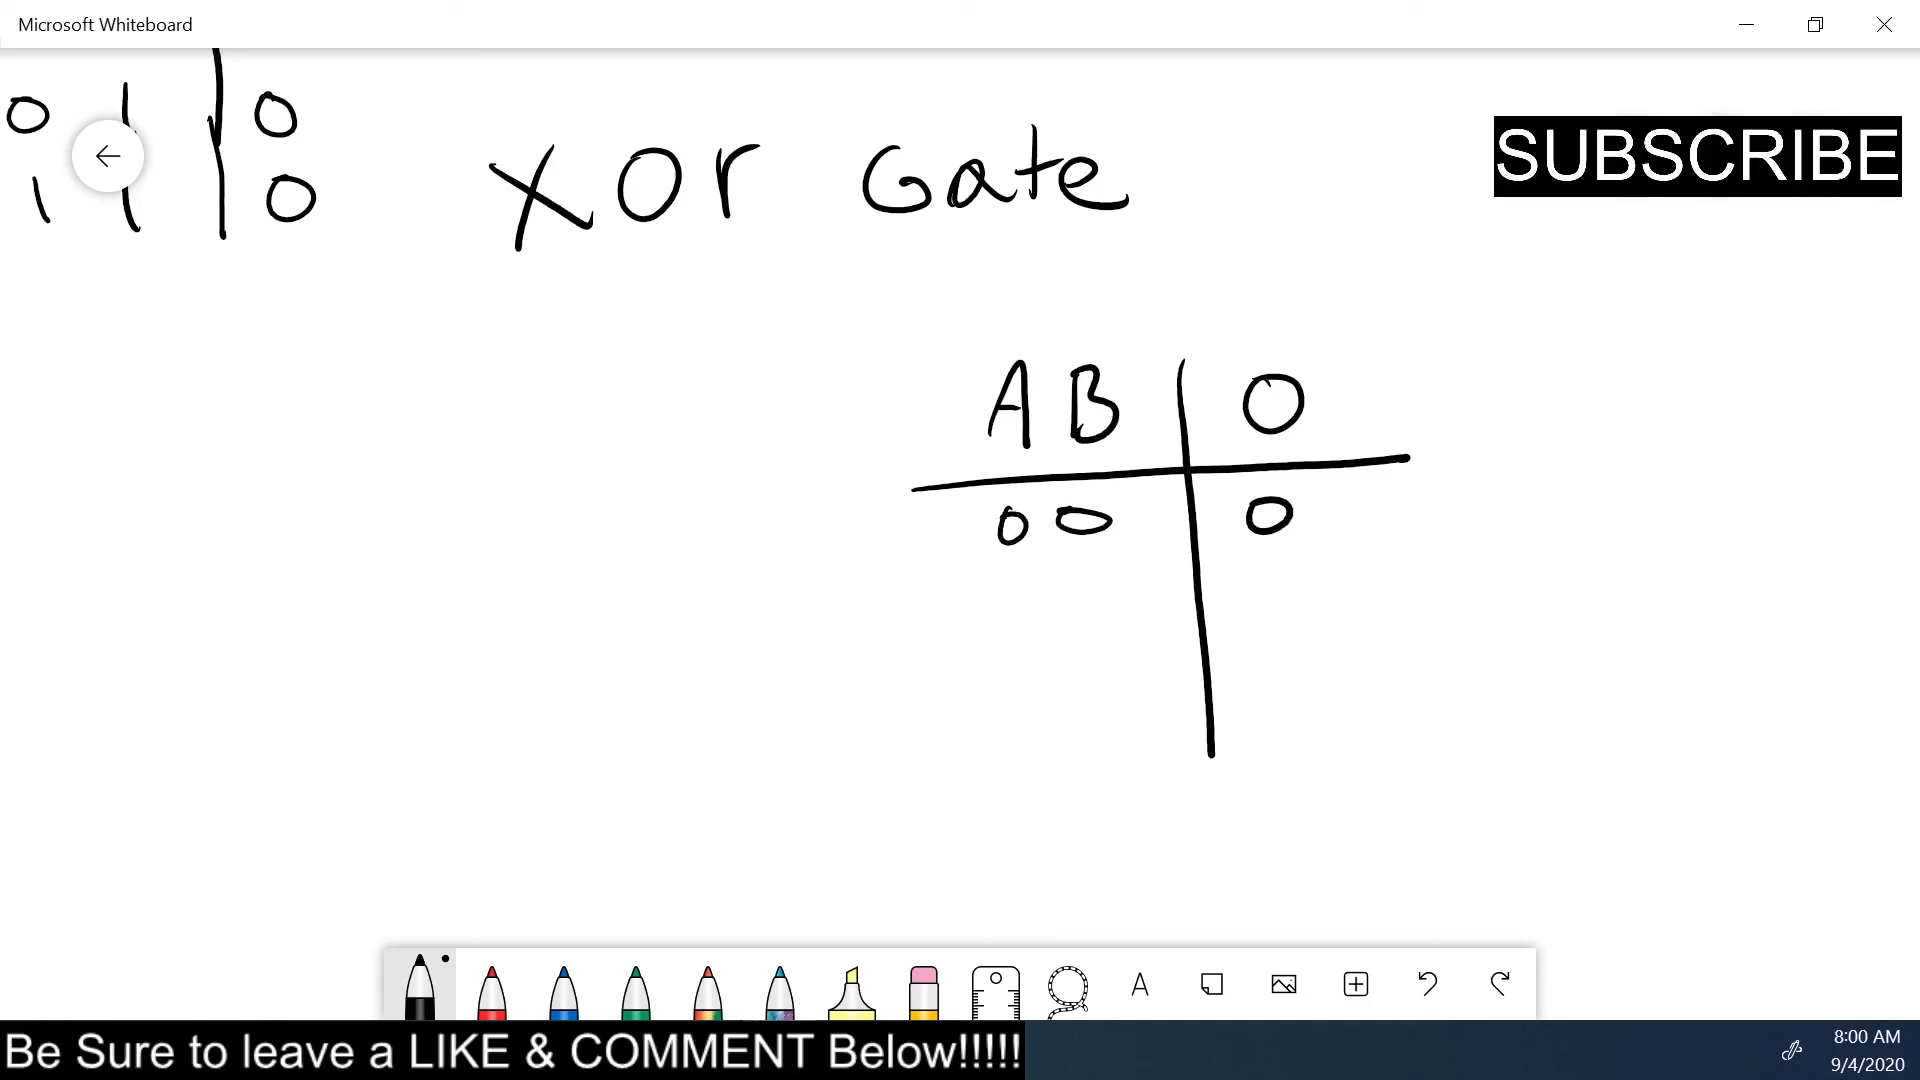 Microsoft Whiteboard
0 1 0
1 1 0
XOr Gate
SUBSCRIBE
A B O
0 0 0
A
Be Sure to leave a LIKE & COMMENT Below!!!!!
8:00 AM
9/4/2020